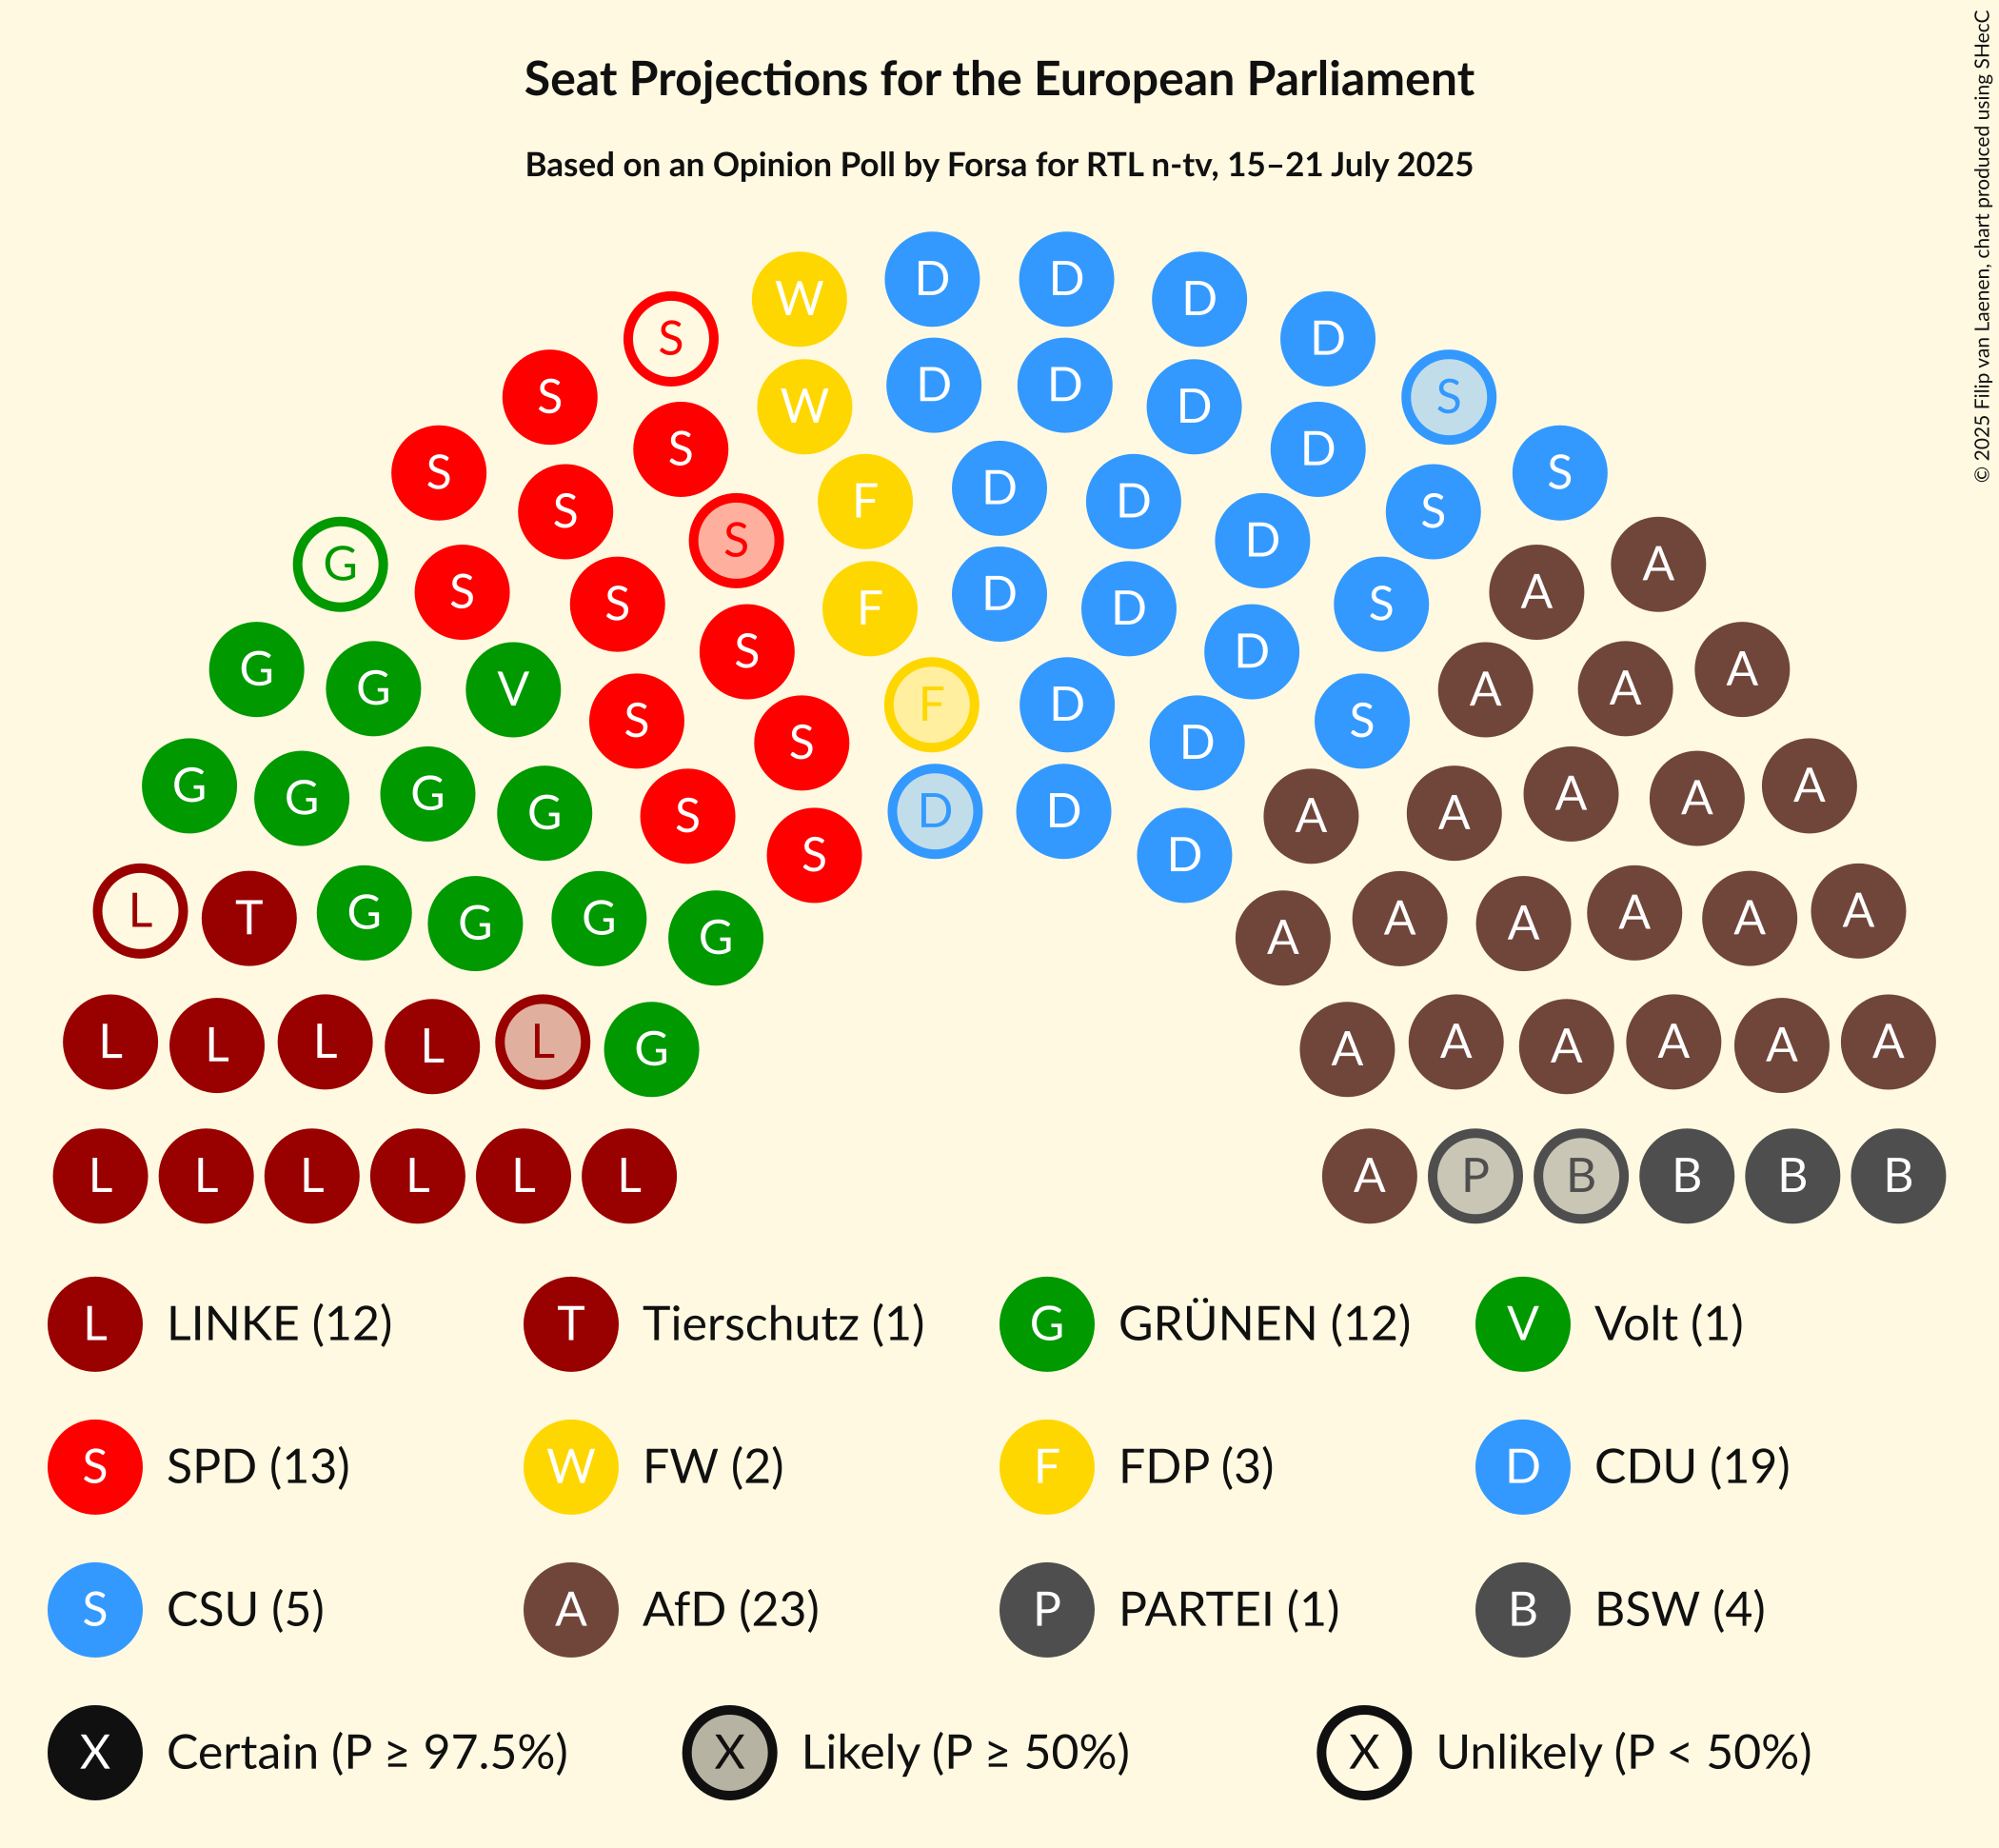 © 2025 Filip van Laenen, chart produced using SHecC
Seat Projections for the European Parliament
Based on an Opinion Poll by Forsa for RTL n-tv, 15–21 July 2025
W D D D
S D
S W D D D S
S S D S
S F D D S
G S D A
S S F D D S A
G S D A
G V S F D S A A
S D
G G G G S D D A A A A A
S D
L T G G G G A A A A A A
L L L L L G A A A A A A
L L L L L L A P B B B B
L LINKE (12) T Tierschutz (1) G GRÜNEN (12) V Volt (1)
S SPD (13) W FW (2) F FDP (3) D CDU (19)
S CSU (5) A AfD (23) P PARTEI (1) B BSW (4)
X Certain (P ≥ 97.5%) X Likely (P ≥ 50%) X Unlikely (P < 50%)